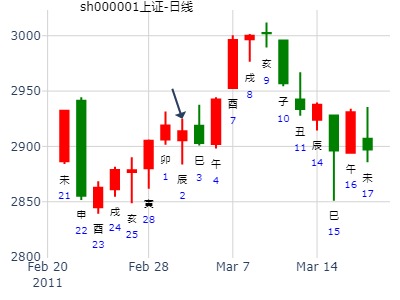 sh000001上证-日线
3000
2950
2900
2850
2800
未
21
申
22
酉
23
戌
24
亥
25
寅
28
卯
1
辰
2
巳
3
午
4
酉
7
戌
8
亥
9
子
10
丑
11
辰
14
巳
15
午
16
未
17
Feb 20
2011
Feb 28
Mar 7
Mar 14